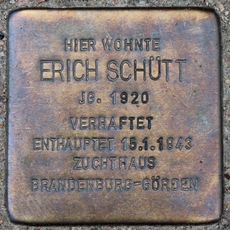 HIER WOHNTE
ERICH SCHÜTT
JG. 1920
VERHAFTET
ENTHAUPTET 15.1.1943
ZUCHTHAUS
BRANDENBURG-GÖRDEN